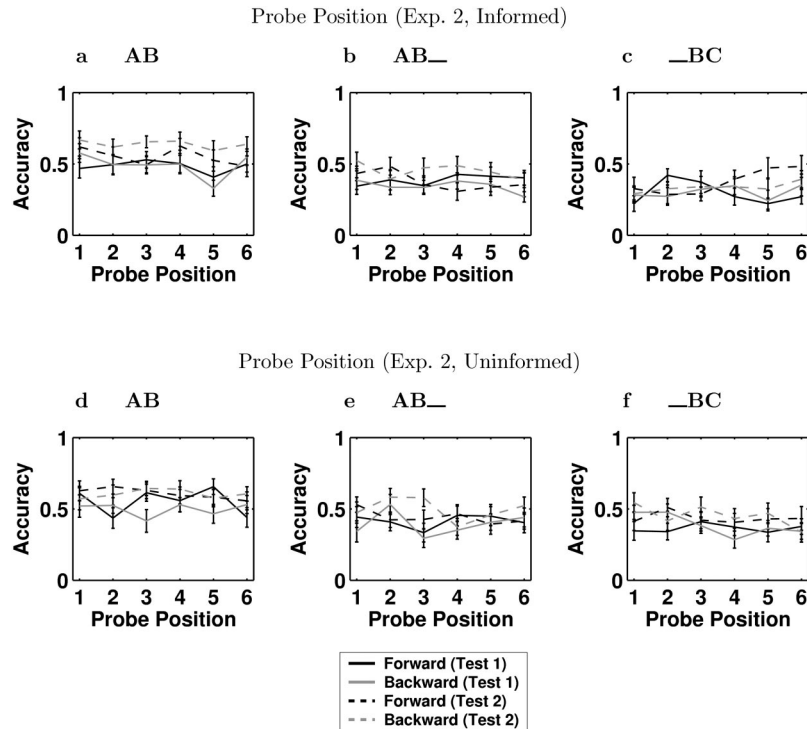 Probe Position (Exp. 2, Informed)
a AB
b AB_
c _BC
1
0.5
0
Accuracy
1 2 3 4 5 6
Probe Position
1
0.5
0
Accuracy
1 2 3 4 5 6
Probe Position
1
0.5
0
Accuracy
1 2 3 4 5 6
Probe Position
Probe Position (Exp. 2, Uninformed)
d AB
e AB_
f _BC
1
0.5
0
Accuracy
1 2 3 4 5 6
Probe Position
1
0.5
0
Accuracy
1 2 3 4 5 6
Probe Position
1
0.5
0
Accuracy
1 2 3 4 5 6
Probe Position
Forward (Test 1)
Backward (Test 1)
Forward (Test 2)
Backward (Test 2)